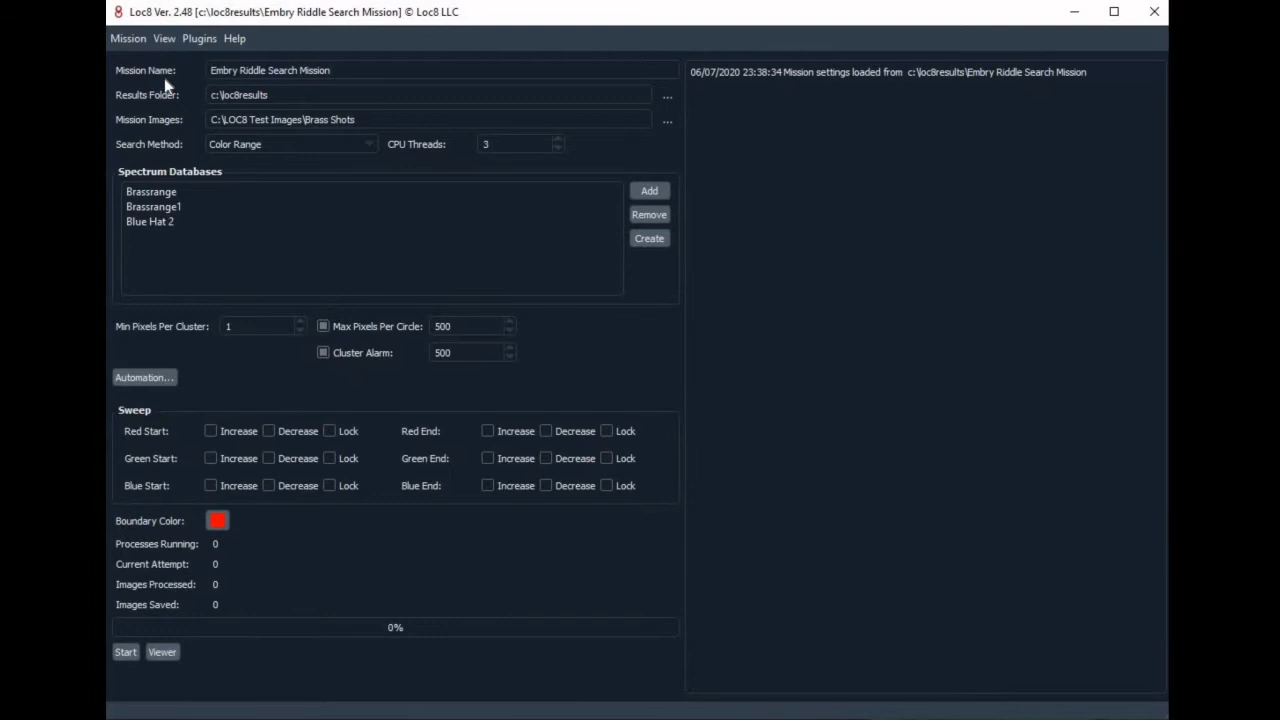 Loc8 Ver. 2.48 [c:\loc8results\Embry Riddle Search Mission] © Loc8 LLC
Mission View Plugins Help
Mission Name: Embry Riddle Search Mission
Results Folder: c:\loc8results ...
Mission Images: C:\LOC8 Test Images\Brass Shots ...
Search Method: Color Range CPU Threads: 3
Spectrum Databases
Brassrange
Brassrange1
Blue Hat 2
Add
Remove
Create
Min Pixels Per Cluster: 1 Max Pixels Per Circle: 500
Cluster Alarm: 500
Automation...
Sweep
Red Start: Increase Decrease Lock Red End: Increase Decrease Lock
Green Start: Increase Decrease Lock Green End: Increase Decrease Lock
Blue Start: Increase Decrease Lock Blue End: Increase Decrease Lock
Boundary Color:
Processes Running: 0
Current Attempt: 0
Images Processed: 0
Images Saved: 0
0%
Start Viewer
06/07/2020 23:38:34 Mission settings loaded from c:\loc8results\Embry Riddle Search Mission